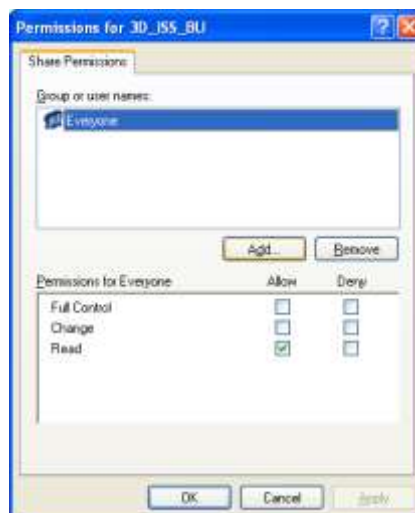 Permissions for 3D_ISS_BU
Share Permissions
Group or user names:
Everyone
Add...
Remove
Permissions for Everyone
Allow
Deny
Full Control
Change
Read
OK
Cancel
Apply